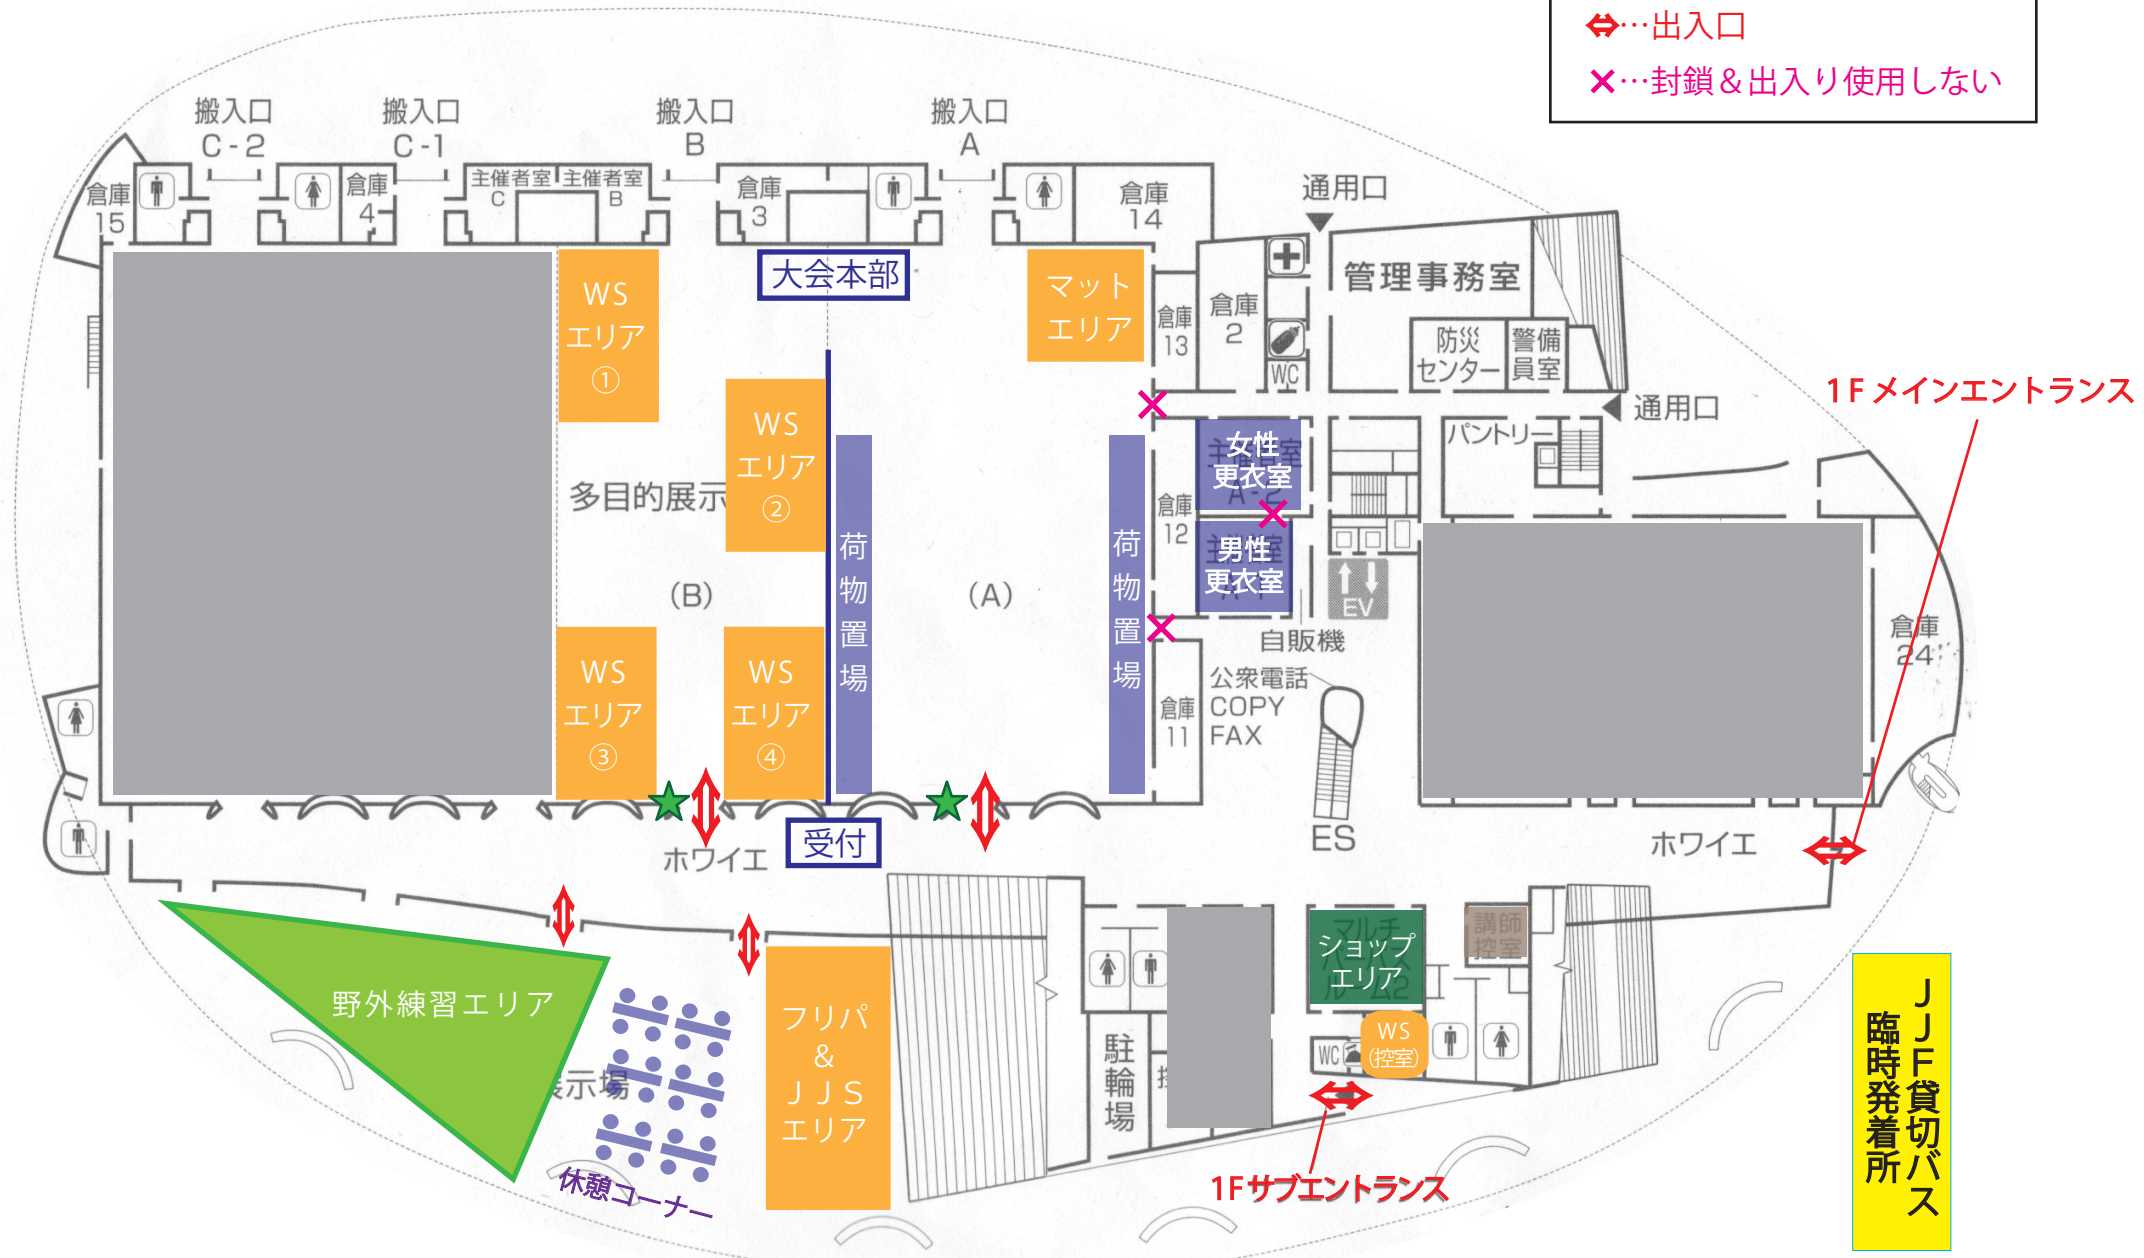 ⇔…出入口
×…封鎖＆出入り使用しない
搬入口
C-2
搬入口
C-1
搬入口
B
搬入口
A
倉庫
15
倉庫
4
主催者室
C
主催者室
B
倉庫
3
倉庫
14
通用口
大会本部
WS
エリア
①
マット
エリア
倉庫
13
倉庫
2
WC
管理事務室
防災
センター
警備
員室
通用口
1Fメインエントランス
WS
エリア
②
多目的展示
(B)
(A)
荷物置場
荷物置場
倉庫
12
女性
更衣室
A-2
男性
更衣室
パントリー
EV
自販機
公衆電話
COPY
FAX
倉庫
11
倉庫
24
WS
エリア
③
WS
エリア
④
ES
ホワイエ
受付
ホワイエ
野外練習エリア
示場
休憩コーナー
フリパ
&
JJS
エリア
駐輪場
マルチ
ショップ
エリア
講師
控室
WC
WS
(控室)
1Fサブエントランス
JJF貸切バス
臨時発着所